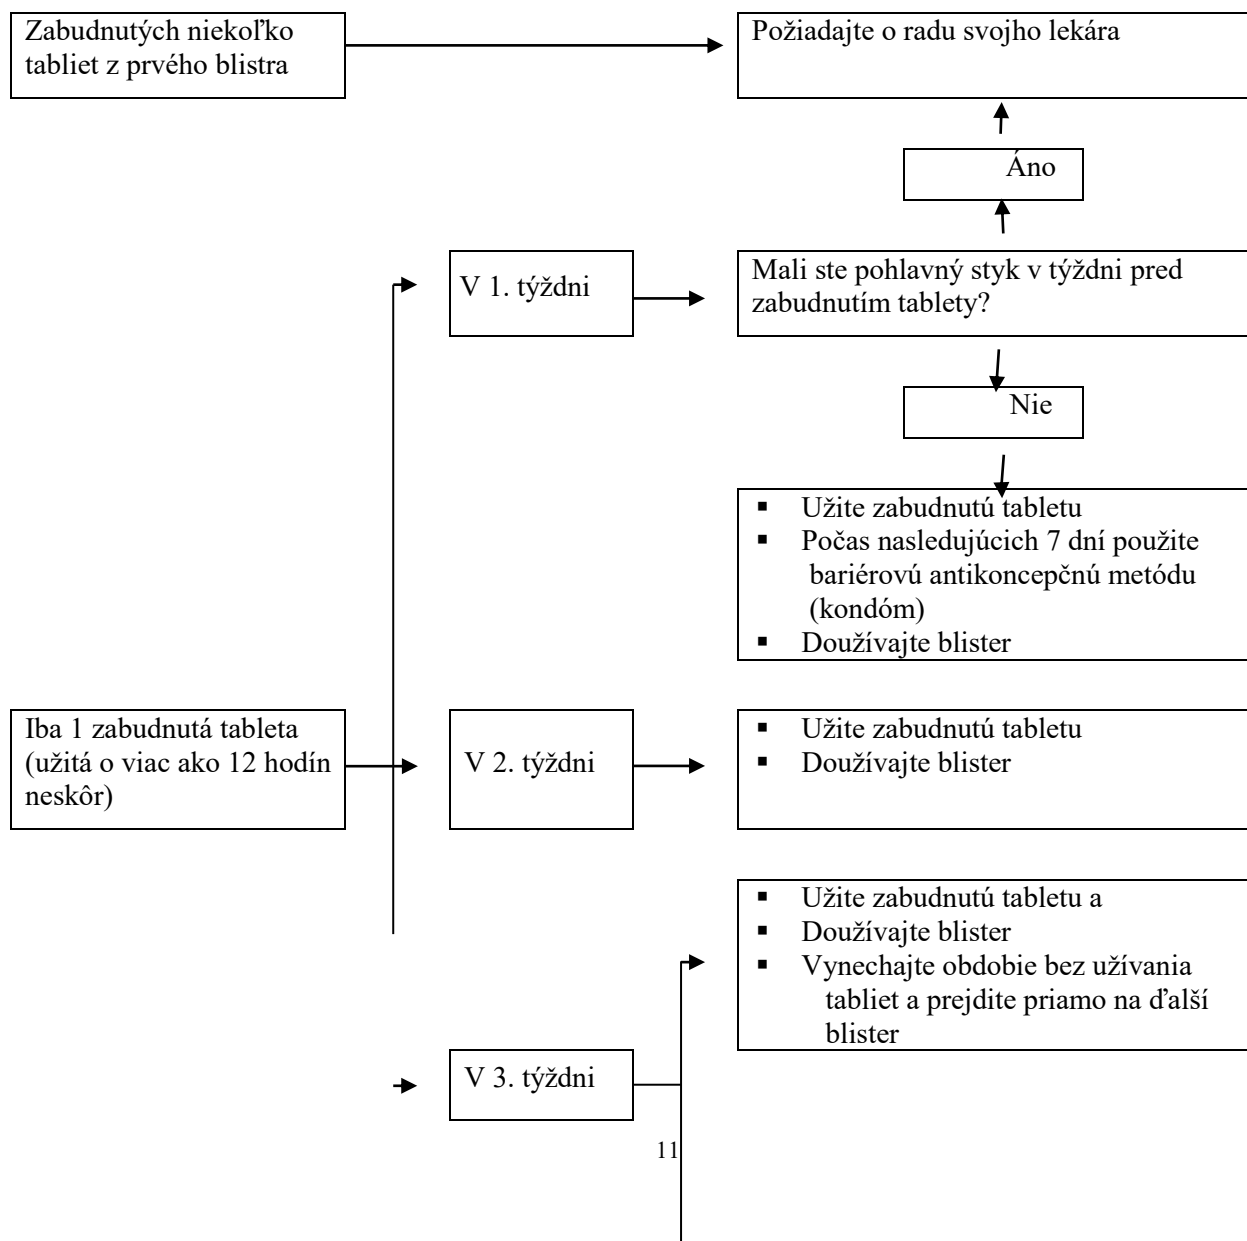 Zabudnutých niekoľko
tabliet z prvého blistra
Požiadajte o radu svojho lekára
Áno
V 1. týždni
Mali ste pohlavný styk v týždni pred
zabudnutím tablety?
Nie
▪ Užite zabudnutú tabletu
▪ Počas nasledujúcich 7 dní použite
bariérovú antikoncepčnú metódu
(kondóm)
▪ Doužívajte blister
Iba 1 zabudnutá tableta
(užitá o viac ako 12 hodín
neskôr)
V 2. týždni
▪ Užite zabudnutú tabletu
▪ Doužívajte blister
▪ Užite zabudnutú tabletu a
▪ Doužívajte blister
▪ Vynechajte obdobie bez užívania
tabliet a prejdite priamo na ďalší
blister
V 3. týždni
11